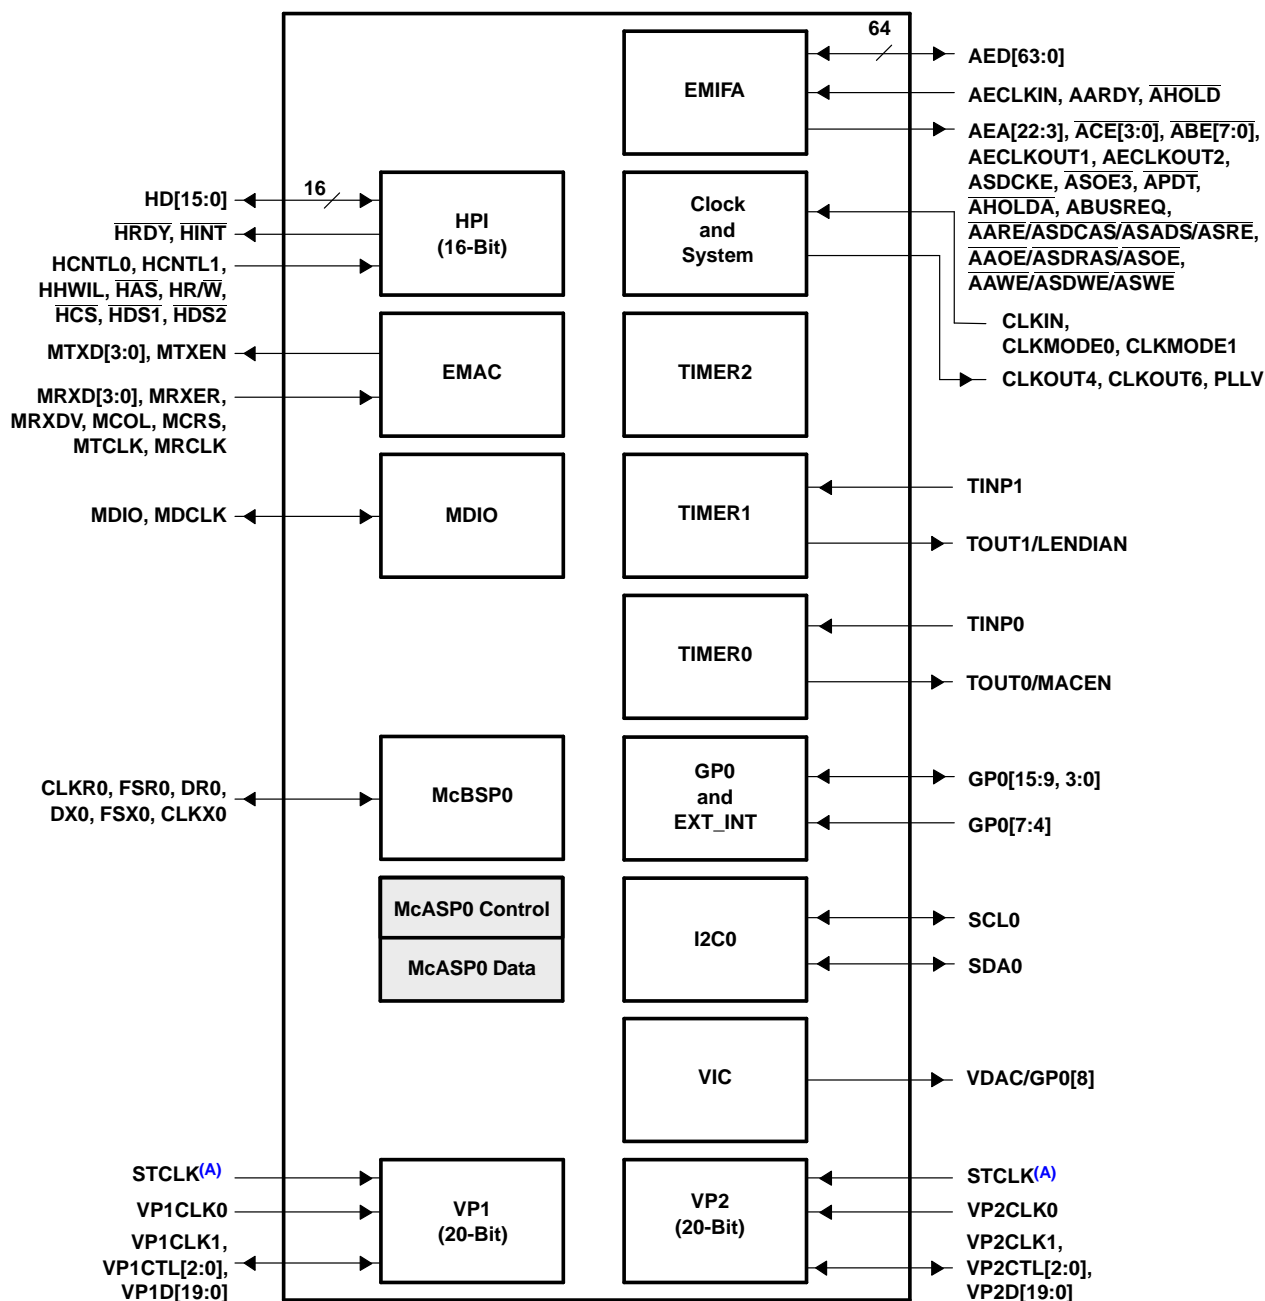 64
EMIFA
AED[63:0]
AECLKIN, AARDY, AHOLD
AEA[22:3], ACE[3:0], ABE[7:0],
AECLKOUT1, AECLKOUT2,
ASDCKE, ASOE3, APDT,
AHOLDA, ABUSREQ,
AARE/ASDCAS/ASADS/ASRE,
AAOE/ASDRAS/ASOE,
AAWE/ASDWE/ASWE
HD[15:0]
16
HRDY, HINT
HCNTL0, HCNTL1,
HHWIL, HAS, HR/W,
HCS, HDS1, HDS2
HPI
(16-Bit)
Clock
and
System
CLKIN,
CLKMODE0, CLKMODE1
CLKOUT4, CLKOUT6, PLLV
MTXD[3:0], MTXEN
MRXD[3:0], MRXER,
MRXDV, MCOL, MCRS,
MTCLK, MRCLK
EMAC
TIMER2
MDIO, MDCLK
MDIO
TIMER1
TINP1
TOUT1/LENDIAN
TIMER0
TINP0
TOUT0/MACEN
CLKR0, FSR0, DR0,
DX0, FSX0, CLKX0
McBSP0
GP0
and
EXT_INT
GP0[15:9, 3:0]
GP0[7:4]
McASP0 Control
McASP0 Data
I2C0
SCL0
SDA0
VIC
VDAC/GP0[8]
STCLK(A)
VP1CLK0
VP1CLK1,
VP1CTL[2:0],
VP1D[19:0]
VP1
(20-Bit)
VP2
(20-Bit)
STCLK(A)
VP2CLK0
VP2CLK1,
VP2CTL[2:0],
VP2D[19:0]